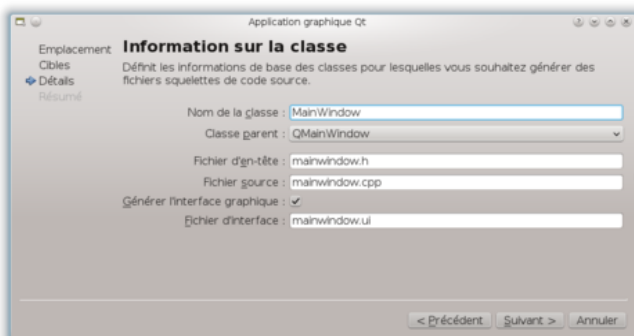 Application graphique Qt
Emplacement
Cibles
Détails
Résumé
Information sur la classe
Définit les informations de base des classes pour lesquelles vous souhaitez générer des
fichiers squelettes de code source.
Nom de la classe : MainWindow
Classe parent : QMainWindow
Fichier d'en-tête : mainwindow.h
Fichier source : mainwindow.cpp
Générer l'interface graphique :
Fichier d'interface : mainwindow.ui
< Précédent
Suivant >
Annuler